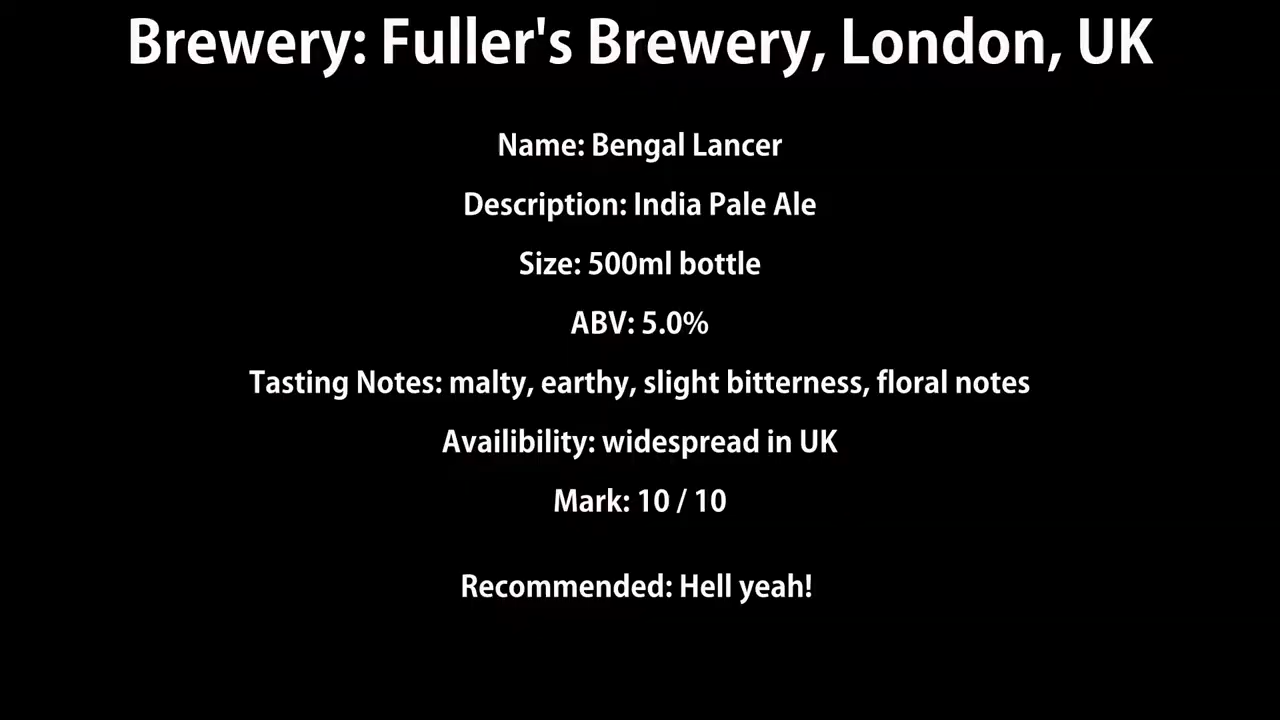 Brewery: Fuller's Brewery, London, UK
Name: Bengal Lancer
Description: India Pale Ale
Size: 500ml bottle
ABV: 5.0%
Tasting Notes: malty, earthy, slight bitterness, floral notes
Availibility: widespread in UK
Mark: 10 / 10
Recommended: Hell yeah!